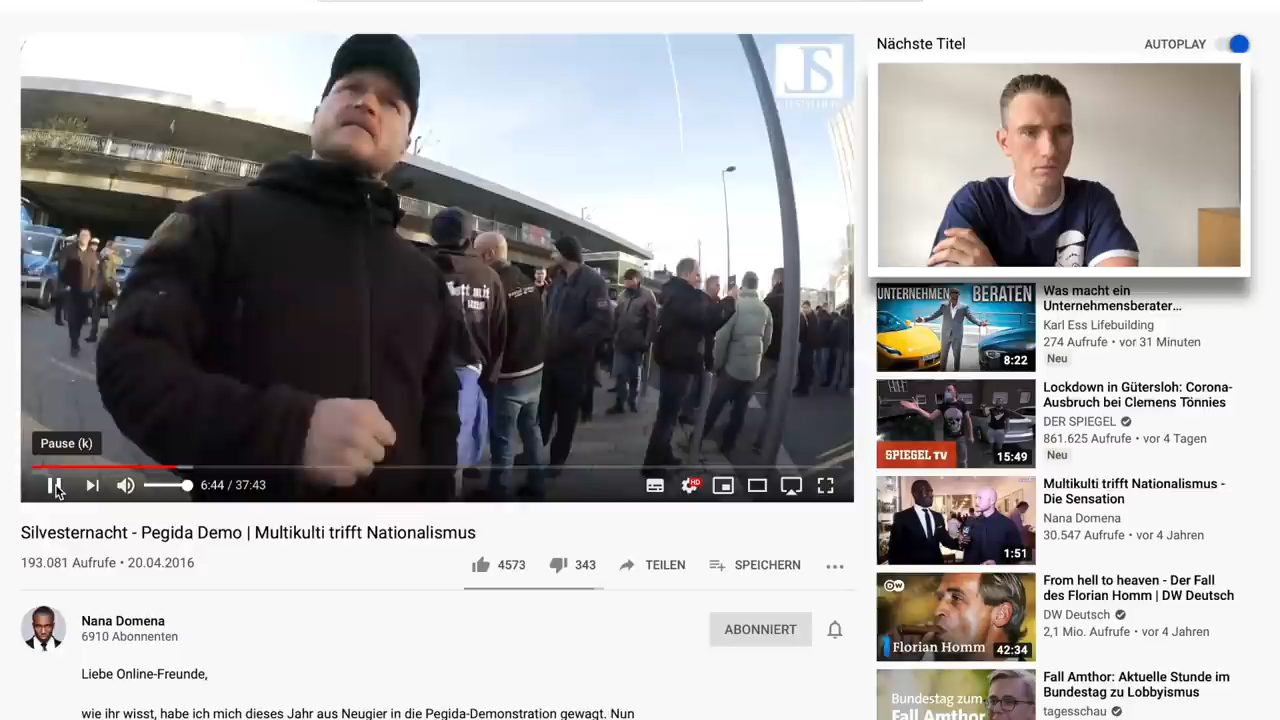 JS
Nächste Titel
AUTOPLAY
Gott mit
uns
Pause (k)
6:44 / 37:43
HD
Silvesternacht - Pegida Demo | Multikulti trifft Nationalismus
193.081 Aufrufe • 20.04.2016
4573
343
TEILEN
SPEICHERN
Nana Domena
6910 Abonnenten
ABONNIERT
Liebe Online-Freunde,
wie ihr wisst, habe ich mich dieses Jahr aus Neugier in die Pegida-Demonstration gewagt. Nun
UNTERNEHMEN BERATEN
8:22
Was macht ein
Unternehmensberater...
Karl Ess Lifebuilding
274 Aufrufe • vor 31 Minuten
Neu
SPIEGEL TV
15:49
Lockdown in Gütersloh: Corona-
Ausbruch bei Clemens Tönnies
DER SPIEGEL
861.625 Aufrufe • vor 4 Tagen
Neu
1:51
Multikulti trifft Nationalismus -
Die Sensation
Nana Domena
30.547 Aufrufe • vor 4 Jahren
DW
Florian Homm
42:34
From hell to heaven - Der Fall
des Florian Homm | DW Deutsch
DW Deutsch
2,1 Mio. Aufrufe • vor 4 Jahren
Bundestag zum
Fall Amthor
Fall Amthor: Aktuelle Stunde im
Bundestag zu Lobbyismus
tagesschau